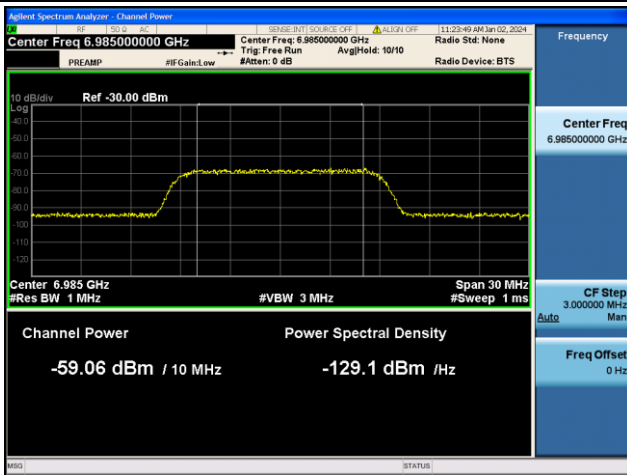 Agilent Spectrum Analyzer - Channel Power
RF 50 Ω AC SENSE:INT SOURCE OFF ALIGN OFF 11:23:49 AM Jan 02, 2024
Center Freq 6.985000000 GHz
Center Freq: 6.985000000 GHz
Radio Std: None
Trig: Free Run Avg|Hold: 10/10
PREAMP #IFGain:Low #Atten: 0 dB Radio Device: BTS
10 dB/div Ref -30.00 dBm
Log
-40.0
-50.0
-60.0
-70.0
-80.0
-90.0
-100
-110
-120
Center 6.985 GHz Span 30 MHz
#Res BW 1 MHz #VBW 3 MHz #Sweep 1 ms
Channel Power Power Spectral Density
-59.06 dBm / 10 MHz -129.1 dBm /Hz
Frequency
Center Freq
6.985000000 GHz
CF Step
3.000000 MHz
Auto Man
Freq Offset
0 Hz
MSG STATUS